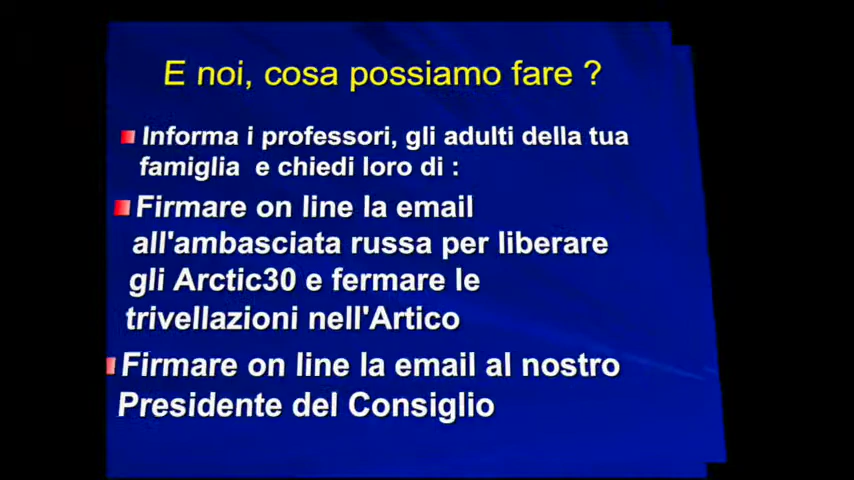 E noi, cosa possiamo fare ?
Informa i professori, gli adulti della tua
famiglia e chiedi loro di :
Firmare on line la email
all'ambasciata russa per liberare
gli Arctic30 e fermare le
trivellazioni nell'Artico
Firmare on line la email al nostro
Presidente del Consiglio